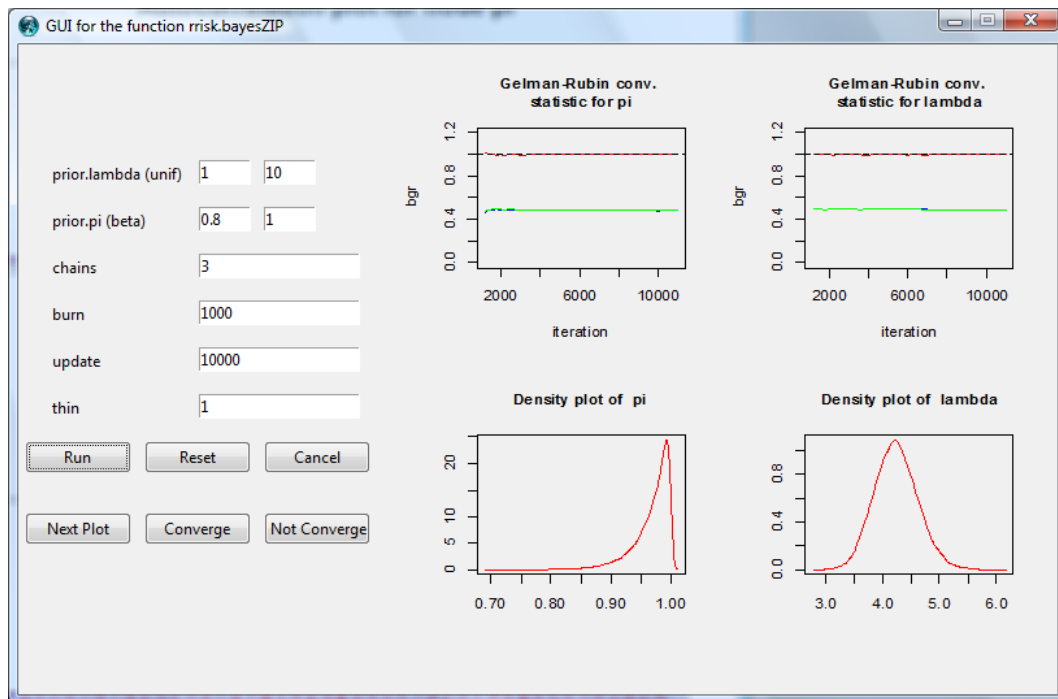 GUI for the function rrisk.bayesZIP
prior.lambda (unif) 1 10
prior.pi (beta) 0.8 1
chains 3
burn 1000
update 10000
thin 1
Run Reset Cancel
Next Plot Converge Not Converge
Gelman-Rubin conv.
statistic for pi
bgr
0.0 0.4 0.8 1.2
2000 6000 10000
iteration
Gelman-Rubin conv.
statistic for lambda
bgr
0.0 0.4 0.8 1.2
2000 6000 10000
iteration
Density plot of pi
0 5 10 20
0.70 0.80 0.90 1.00
Density plot of lambda
0.0 0.4 0.8
3.0 4.0 5.0 6.0